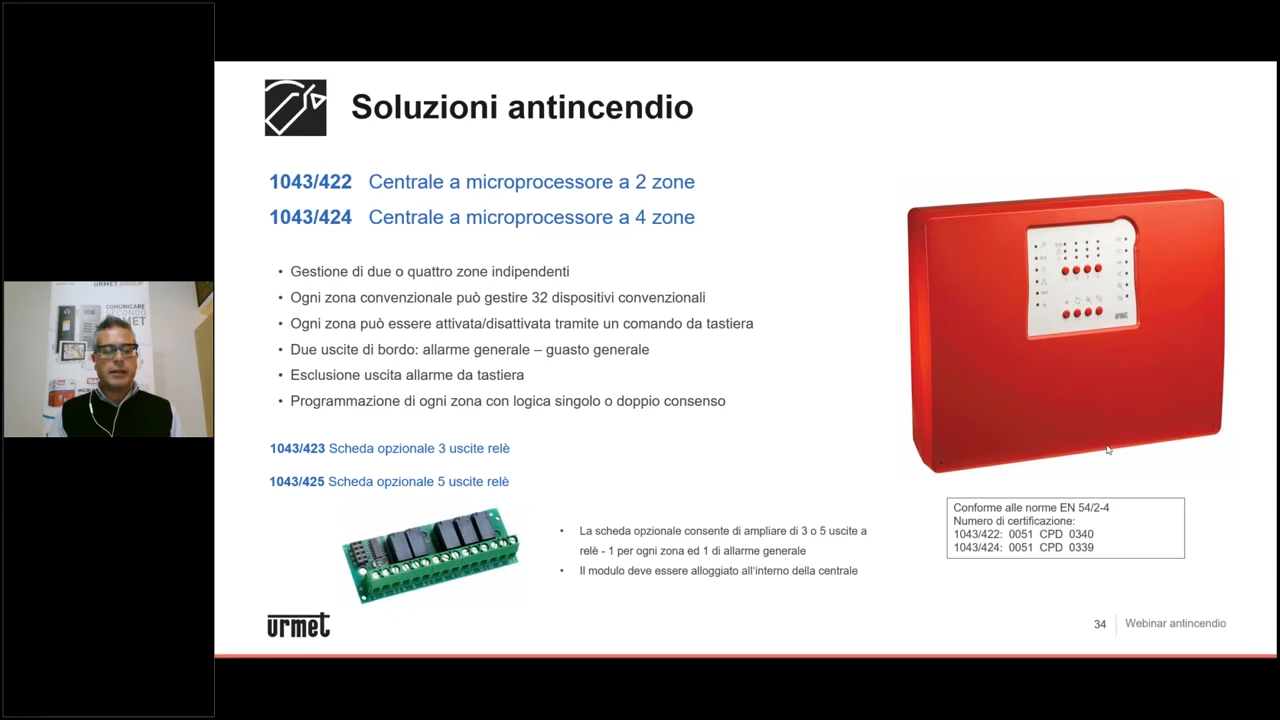 Soluzioni antincendio
1043/422 Centrale a microprocessore a 2 zone
1043/424 Centrale a microprocessore a 4 zone
• Gestione di due o quattro zone indipendenti
• Ogni zona convenzionale può gestire 32 dispositivi convenzionali
• Ogni zona può essere attivata/disattivata tramite un comando da tastiera
• Due uscite di bordo: allarme generale – guasto generale
• Esclusione uscita allarme da tastiera
• Programmazione di ogni zona con logica singolo o doppio consenso
1043/423 Scheda opzionale 3 uscite relè
1043/425 Scheda opzionale 5 uscite relè
• La scheda opzionale consente di ampliare di 3 o 5 uscite a
relè - 1 per ogni zona ed 1 di allarme generale
• Il modulo deve essere alloggiato all'interno della centrale
Conforme alle norme EN 54/2-4
Numero di certificazione:
1043/422: 0051 CPD 0340
1043/424: 0051 CPD 0339
urmet
34
Webinar antincendio
URMET GROUP
COMUNICARE
SECONDO
urmet